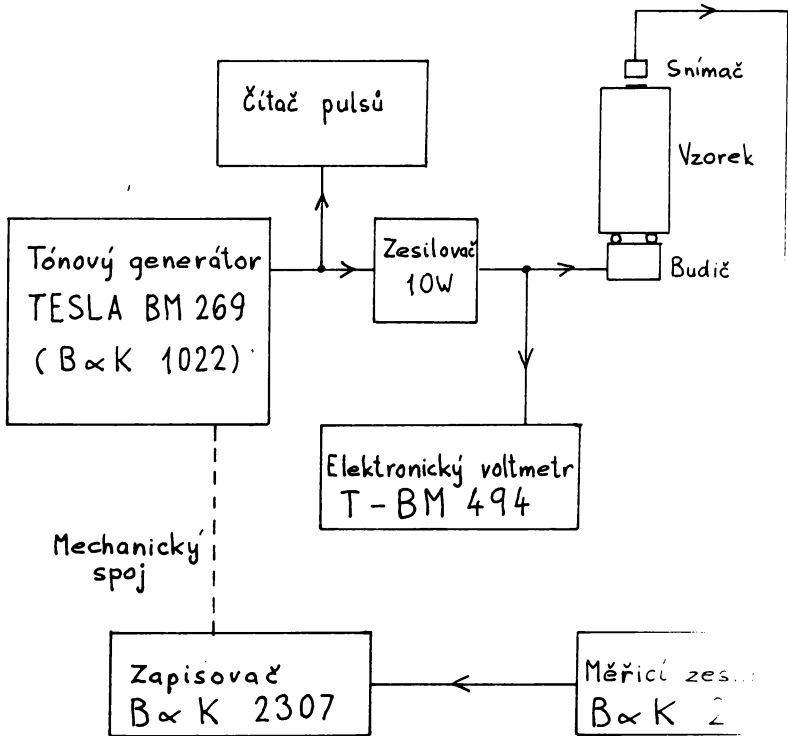 Čítač pulsů
Snímač
Vzorek
Budič
Tónový generátor
TESLA BM 269
(B∝K 1022)
Zesilovač
10W
Elektronický voltmetr
T-BM 494
Mechanický
spoj
Zapisovač
B∝K 2307
Měřicí
B∝K 2